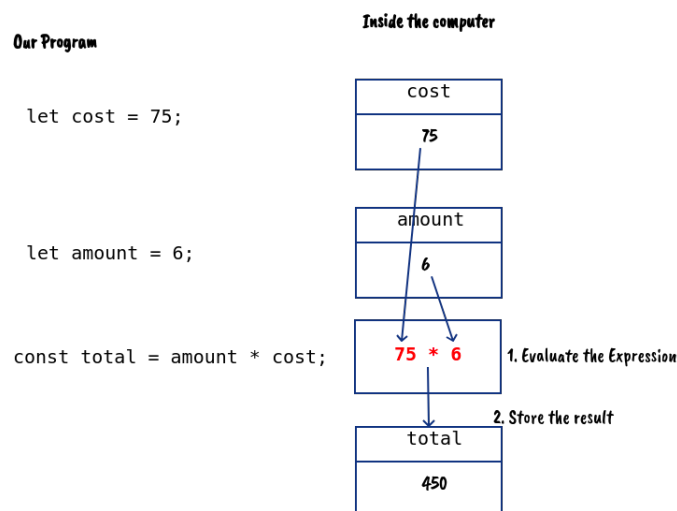 Inside the computer
Our Program
cost
let cost = 75;
75
amount
let amount = 6;
6
const total = amount * cost;
75 * 6
1. Evaluate the Expression
2. Store the result
total
450